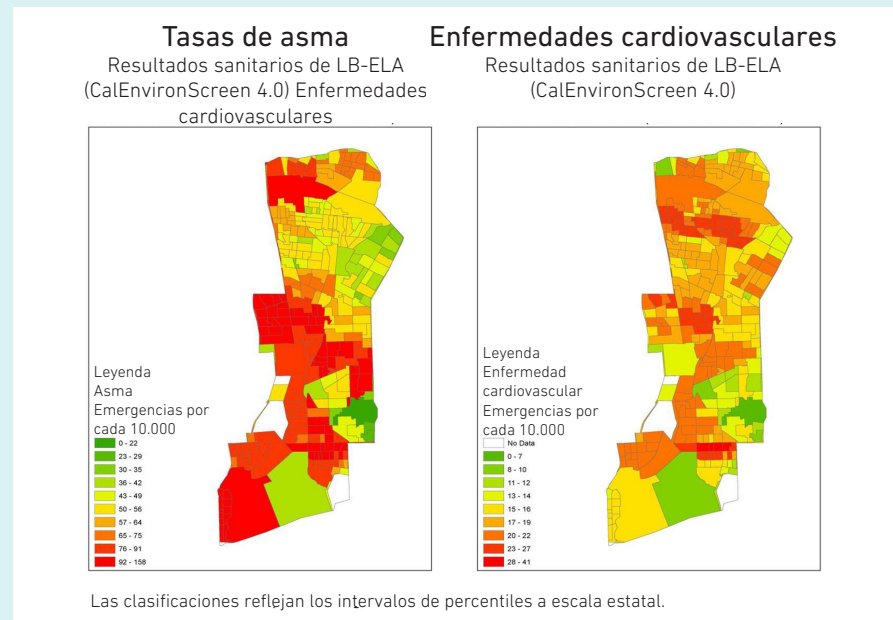 Tasas de asma
Resultados sanitarios de LB-ELA
(CalEnvironScreen 4.0) Enfermedades
cardiovasculares
Leyenda
Asma
Emergencias por
cada 10.000
0 - 22
23 - 29
30 - 35
36 - 42
43 - 49
50 - 56
57 - 64
65 - 75
76 - 91
92 - 158
Enfermedades cardiovasculares
Resultados sanitarios de LB-ELA
(CalEnvironScreen 4.0)
Leyenda
Enfermedad
cardiovascular
Emergencias por
cada 10.000
No Data
0 - 7
8 - 10
11 - 12
13 - 14
15 - 16
17 - 19
20 - 22
23 - 27
28 - 41
Las clasificaciones reflejan los intervalos de percentiles a escala estatal.